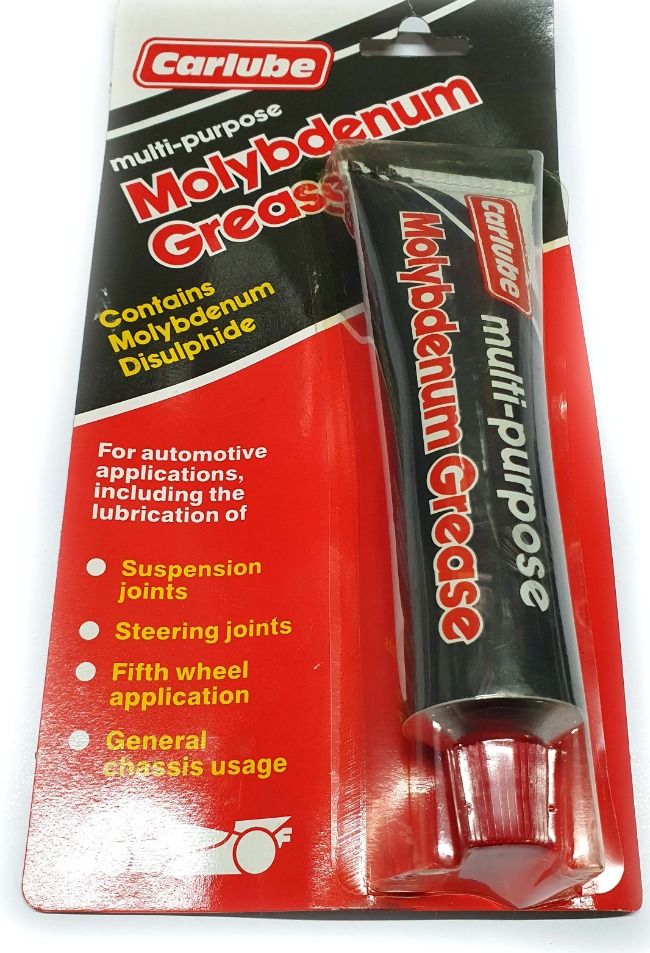 Carlube
multi-purpose
Molybdenum
Grease
Contains
Molybdenum
Disulphide
For automotive
applications,
including the
lubrication of
Suspension
joints
Steering joints
Fifth wheel
application
General
chassis usage
Carlube
multi-purpose
Molybdenum Grease